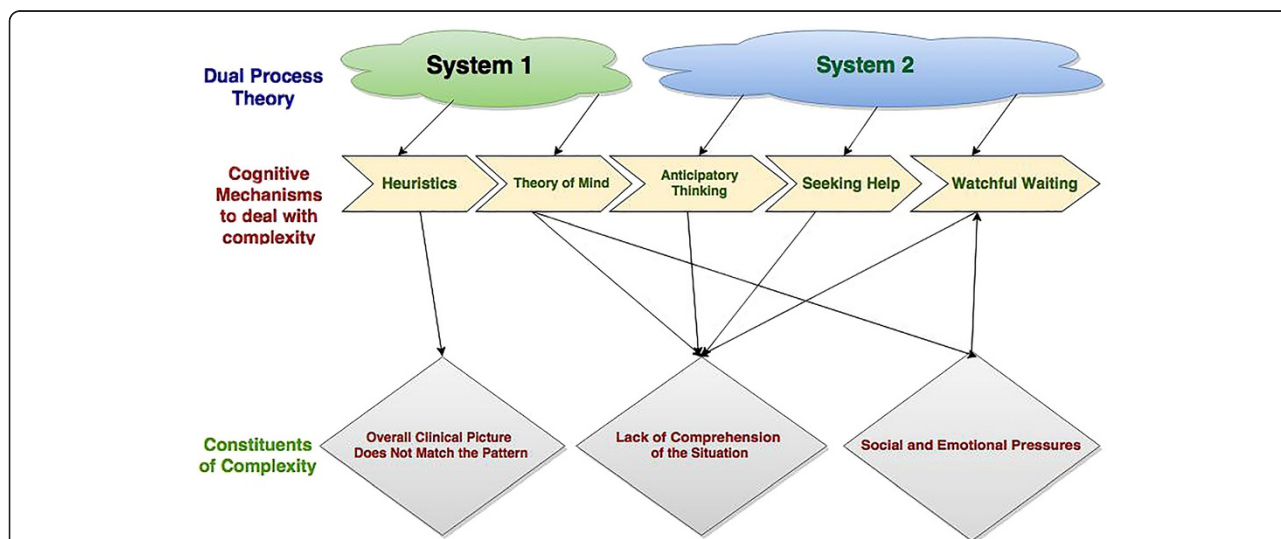 Dual Process
Theory
System 1
System 2
Cognitive
Mechanisms
to deal with
complexity
Heuristics
Theory of Mind
Anticipatory
Thinking
Seeking Help
Watchful Waiting
Constituents
of Complexity
Overall Clinical Picture
Does Not Match the Pattern
Lack of Comprehension
of the Situation
Social and Emotional Pressures